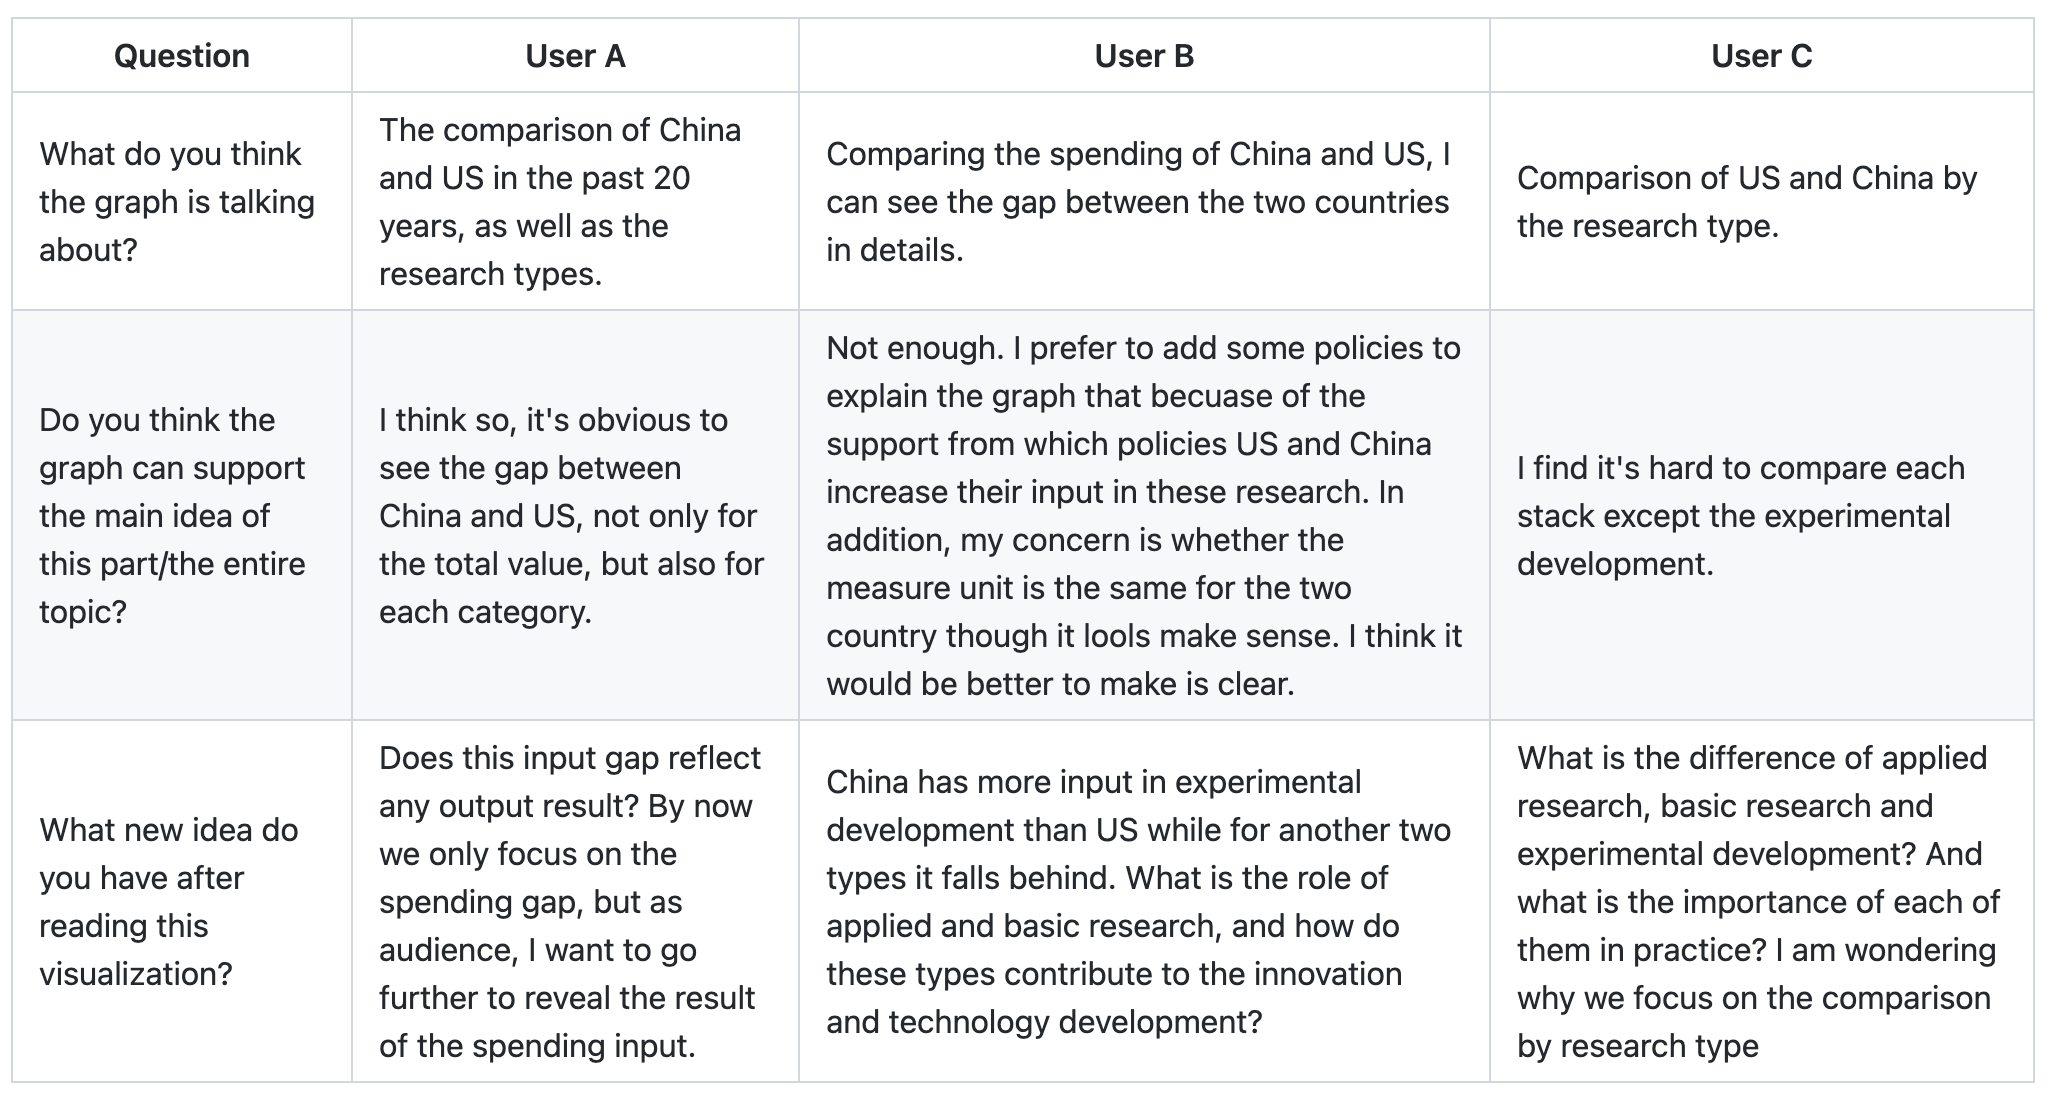 Question
User A
User B
User C
What do you think
the graph is talking
about?
The comparison of China
and US in the past 20
years, as well as the
research types.
Comparing the spending of China and US, I
can see the gap between the two countries
in details.
Comparison of US and China by
the research type.
Do you think the
graph can support
the main idea of
this part/the entire
topic?
I think so, it's obvious to
see the gap between
China and US, not only for
the total value, but also for
each category.
Not enough. I prefer to add some policies to
explain the graph that becuase of the
support from which policies US and China
increase their input in these research. In
addition, my concern is whether the
measure unit is the same for the two
country though it lools make sense. I think it
would be better to make is clear.
I find it's hard to compare each
stack except the experimental
development.
What new idea do
you have after
reading this
visualization?
Does this input gap reflect
any output result? By now
we only focus on the
spending gap, but as
audience, I want to go
further to reveal the result
of the spending input.
China has more input in experimental
development than US while for another two
types it falls behind. What is the role of
applied and basic research, and how do
these types contribute to the innovation
and technology development?
What is the difference of applied
research, basic research and
experimental development? And
what is the importance of each of
them in practice? I am wondering
why we focus on the comparison
by research type